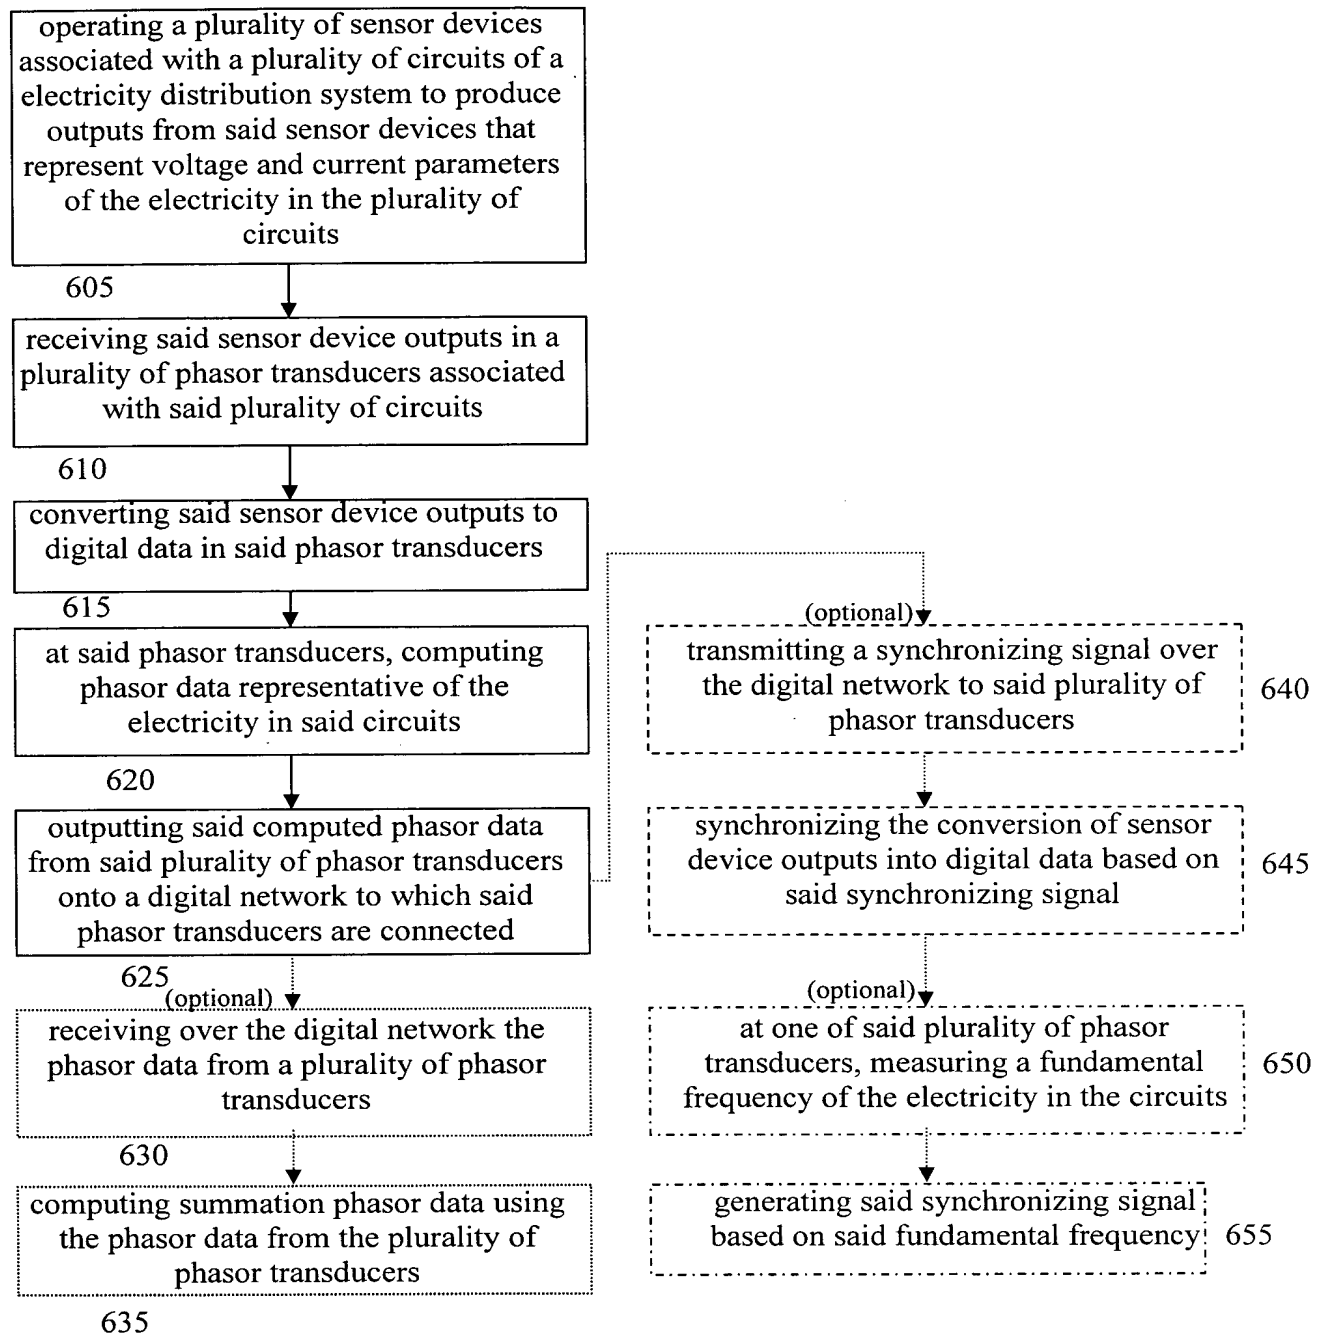 operating a plurality of sensor devices
associated with a plurality of circuits of a
electricity distribution system to produce
outputs from said sensor devices that
represent voltage and current parameters
of the electricity in the plurality of
circuits
605
receiving said sensor device outputs in a
plurality of phasor transducers associated
with said plurality of circuits
610
converting said sensor device outputs to
digital data in said phasor transducers
615
at said phasor transducers, computing
phasor data representative of the
electricity in said circuits
620
outputting said computed phasor data
from said plurality of phasor transducers
onto a digital network to which said
phasor transducers are connected
625
(optional)
receiving over the digital network the
phasor data from a plurality of phasor
transducers
630
computing summation phasor data using
the phasor data from the plurality of
phasor transducers
635
(optional)
transmitting a synchronizing signal over
the digital network to said plurality of
phasor transducers
640
synchronizing the conversion of sensor
device outputs into digital data based on
said synchronizing signal
645
(optional)
at one of said plurality of phasor
transducers, measuring a fundamental
frequency of the electricity in the circuits
650
generating said synchronizing signal
based on said fundamental frequency
655